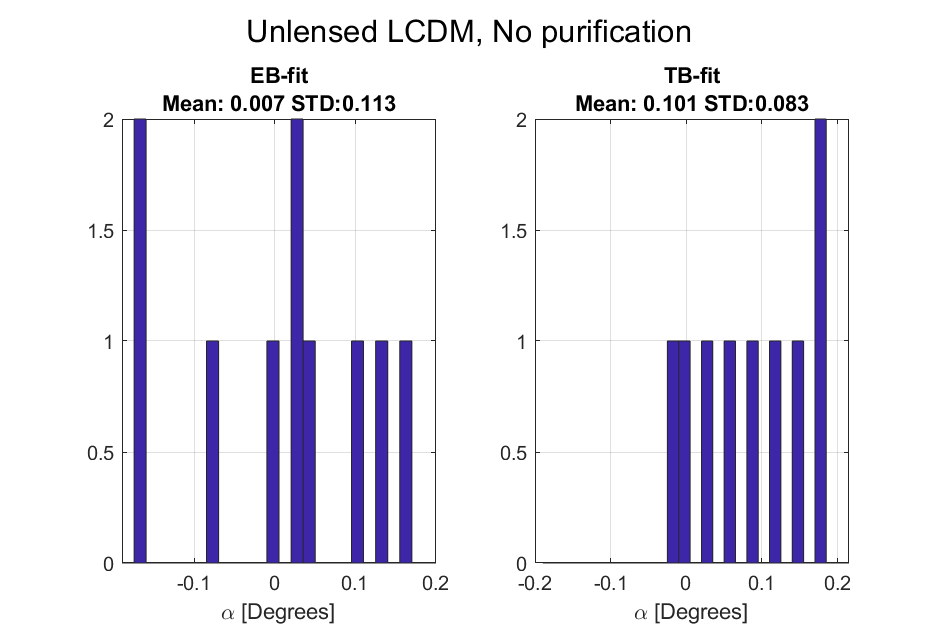 Unlensed LCDM, No purification
EB-fit
Mean: 0.007 STD:0.113
2
1.5
1
0.5
0
-0.1
0
0.1
0.2
α [Degrees]
TB-fit
Mean: 0.101 STD:0.083
2
1.5
1
0.5
0
-0.2
-0.1
0
0.1
0.2
α [Degrees]